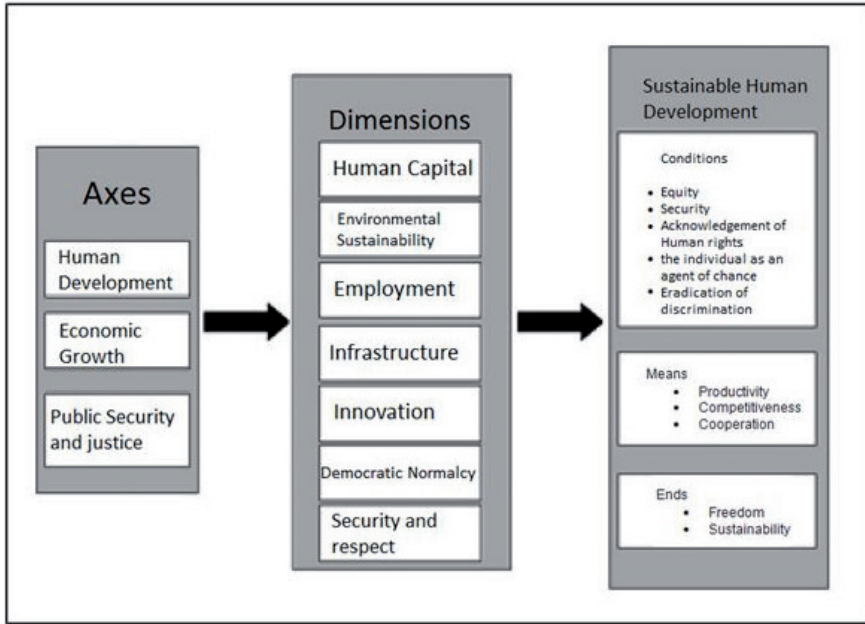 Axes
Human
Development
Economic
Growth
Public Security
and justice
Dimensions
Human Capital
Environmental
Sustainability
Employment
Infrastructure
Innovation
Democratic Normalcy
Security and
respect
Sustainable Human
Development
Conditions
• Equity
• Security
• Acknowledgement of
Human rights
• the individual as an
agent of chance
• Eradication of
discrimination
Means
• Productivity
• Competitiveness
• Cooperation
Ends
• Freedom
• Sustainability